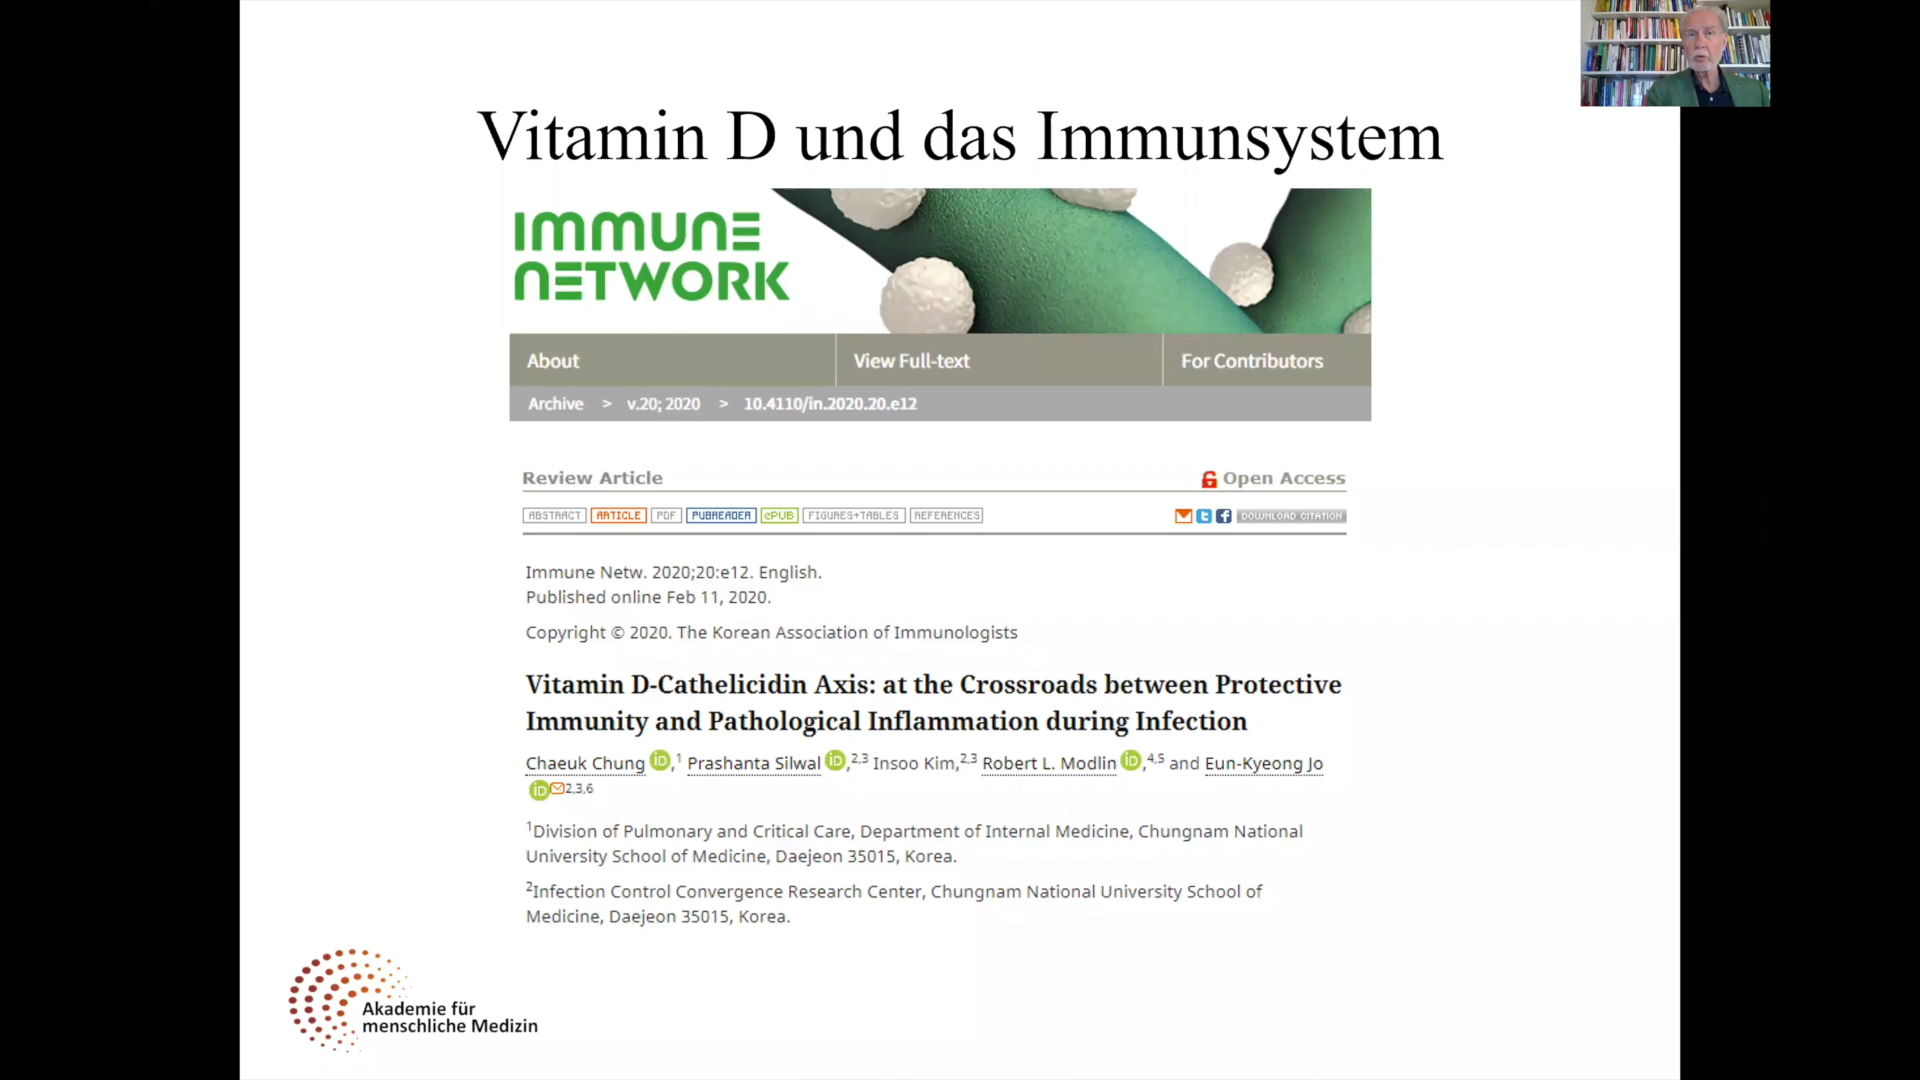 Vitamin D und das Immunsystem
IMMUNE
NETWORK
About View Full-text For Contributors
Archive > v.20; 2020 > 10.4110/in.2020.20.e12
Review Article Open Access
ABSTRACT ARTICLE PDF PUBREADER ePUB FIGURES+TABLES REFERENCES DOWNLOAD CITATION
Immune Netw. 2020;20:e12. English.
Published online Feb 11, 2020.
Copyright © 2020. The Korean Association of Immunologists
Vitamin D-Cathelicidin Axis: at the Crossroads between Protective
Immunity and Pathological Inflammation during Infection
Chaeuk Chung iD,1 Prashanta Silwal iD,2,3 Insoo Kim,2,3 Robert L. Modlin iD,4,5 and Eun-Kyeong Jo
iD 2,3,6
1Division of Pulmonary and Critical Care, Department of Internal Medicine, Chungnam National
University School of Medicine, Daejeon 35015, Korea.
2Infection Control Convergence Research Center, Chungnam National University School of
Medicine, Daejeon 35015, Korea.
Akademie für
menschliche Medizin